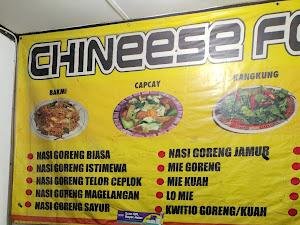 CHINEESE FO
BAKMI
CAPCAY
KANGKUNG
NASI GORENG BIASA
NASI GORENG ISTIMEWA
NASI GORENG TELOR CEPLOK
NASI GORENG MAGELANGAN
NASI GORENG SAYUR
NASI GORENG JAMUR
MIE GORENG
MIE KUAH
LO MIE
KWITIO GORENG/KUAH